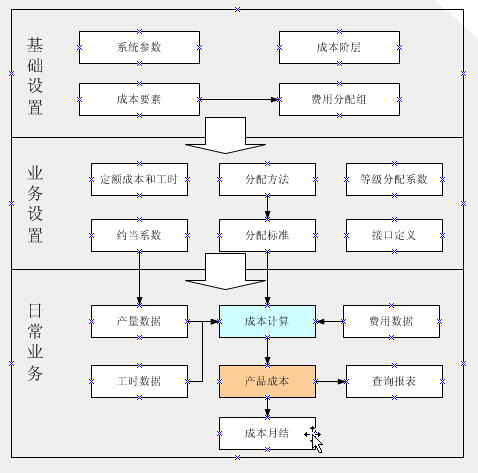 基础设置
系统参数
成本阶层
成本要素
费用分配组
业务设置
定额成本和工时
分配方法
等级分配系数
约当系数
分配标准
接口定义
日常业务
产量数据
成本计算
费用数据
工时数据
产品成本
查询报表
成本月结